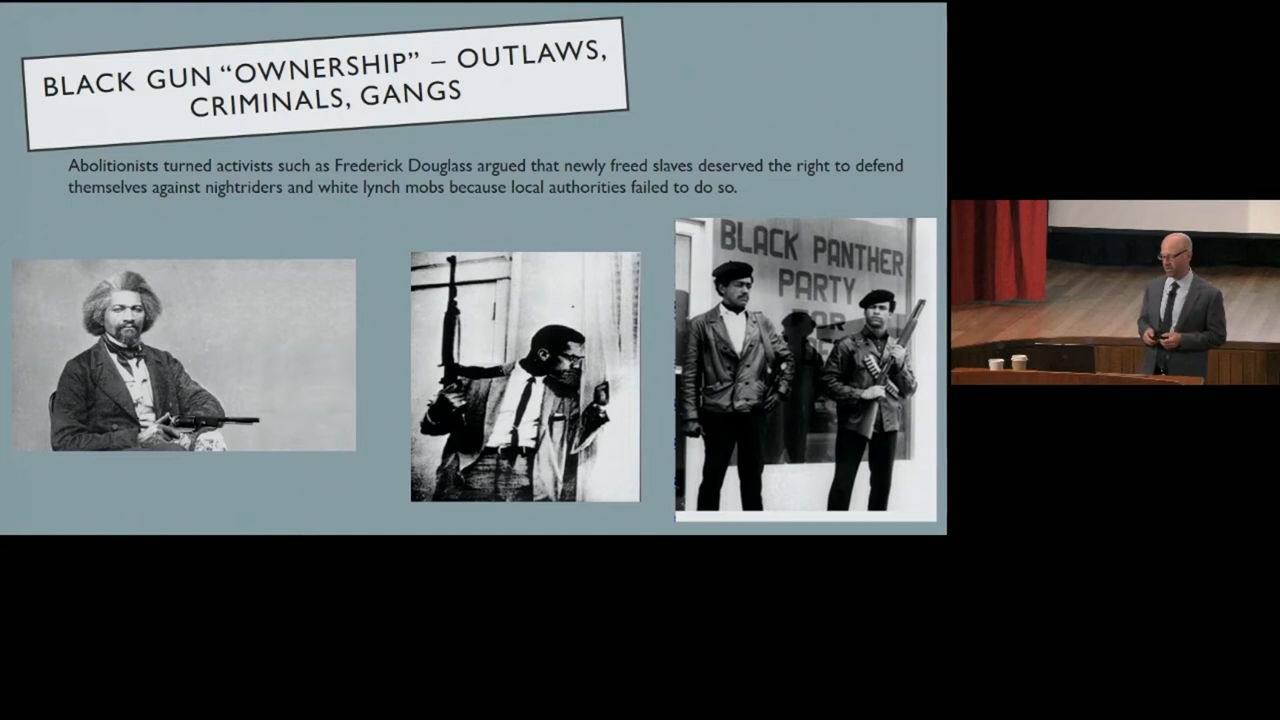 BLACK GUN “OWNERSHIP” – OUTLAWS,
CRIMINALS, GANGS
Abolitionists turned activists such as Frederick Douglass argued that newly freed slaves deserved the right to defend
themselves against nightriders and white lynch mobs because local authorities failed to do so.
BLACK PANTHER
PARTY
FOR